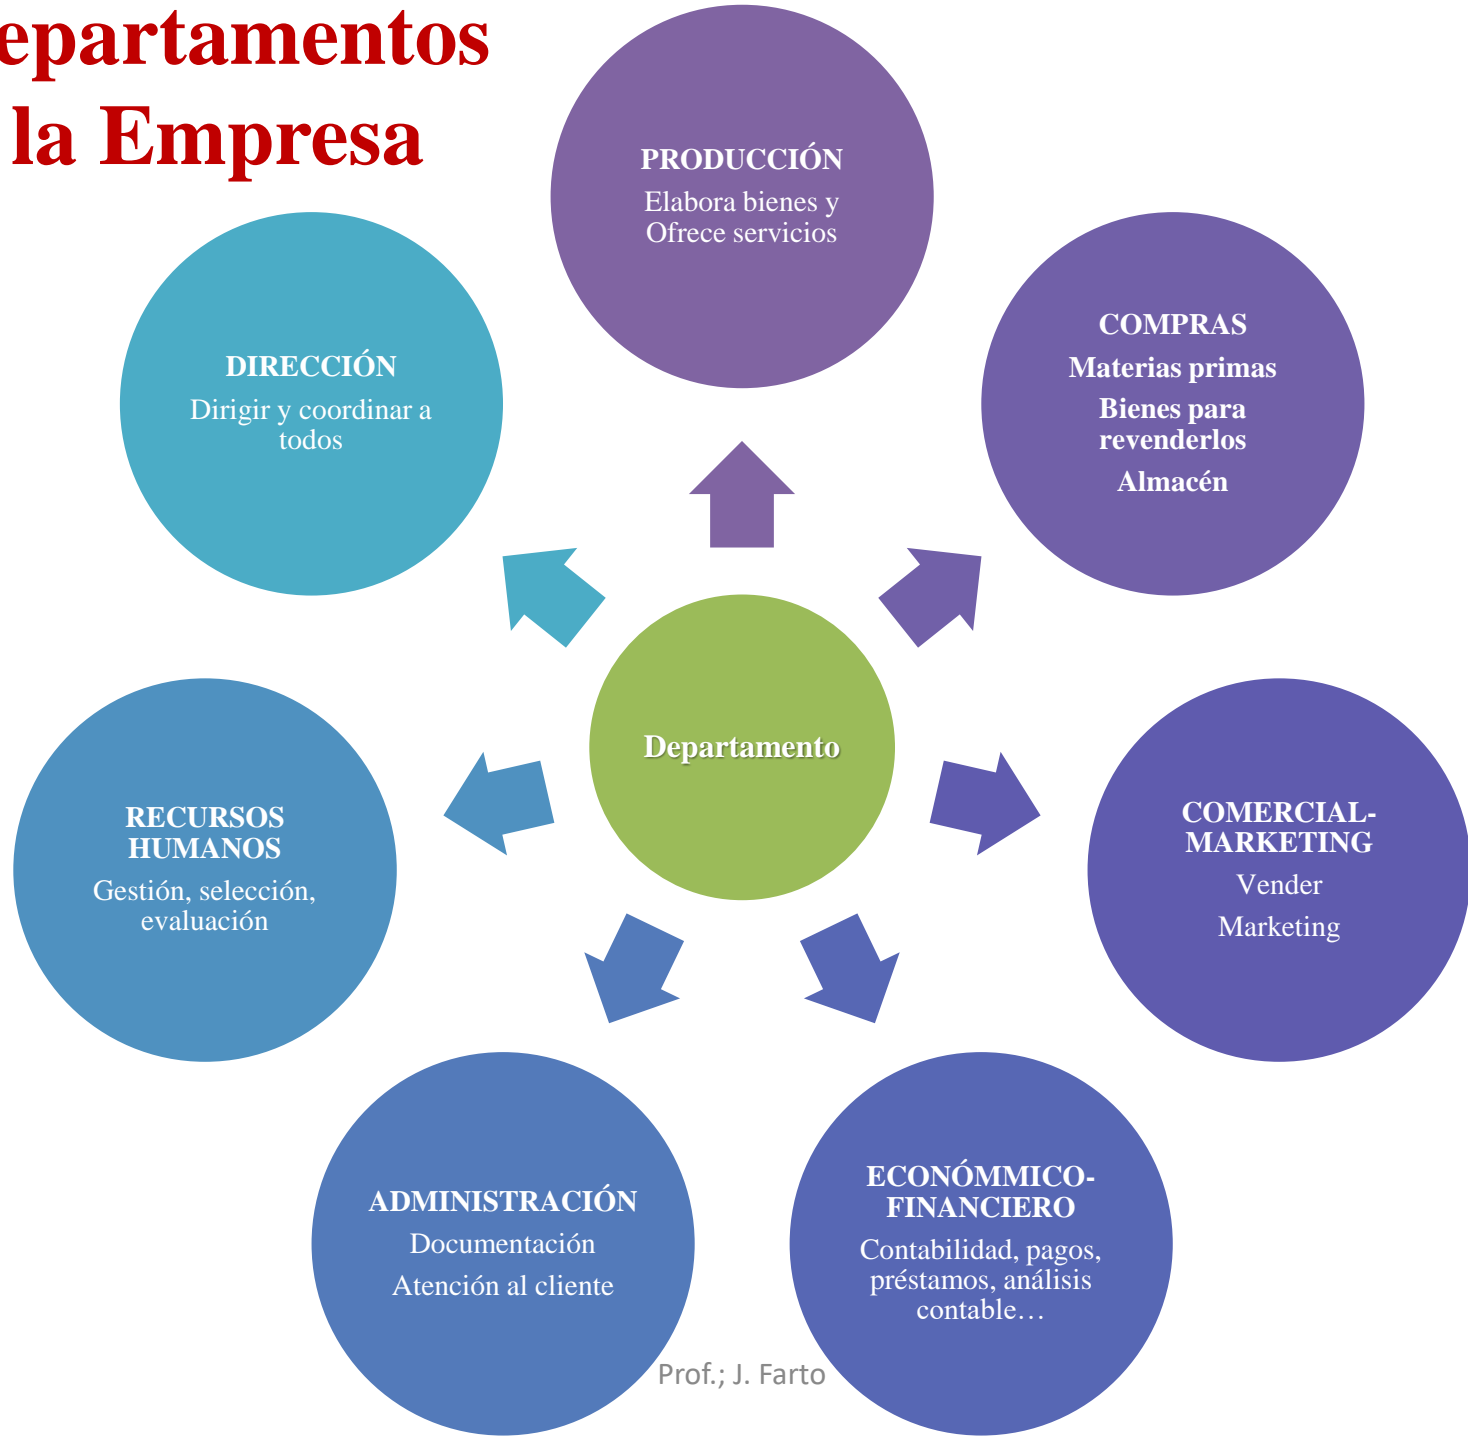 epartamentos
la Empresa
PRODUCCIÓN
Elabora bienes y
Ofrece servicios
COMPRAS
Materias primas
Bienes para
revenderlos
Almacén
COMERCIAL-
MARKETING
Vender
Marketing
ECONÓMMICO-
FINANCIERO
Contabilidad, pagos,
préstamos, análisis
contable…
ADMINISTRACIÓN
Documentación
Atención al cliente
RECURSOS
HUMANOS
Gestión, selección,
evaluación
DIRECCIÓN
Dirigir y coordinar a
todos
Departamento
Prof.; J. Farto